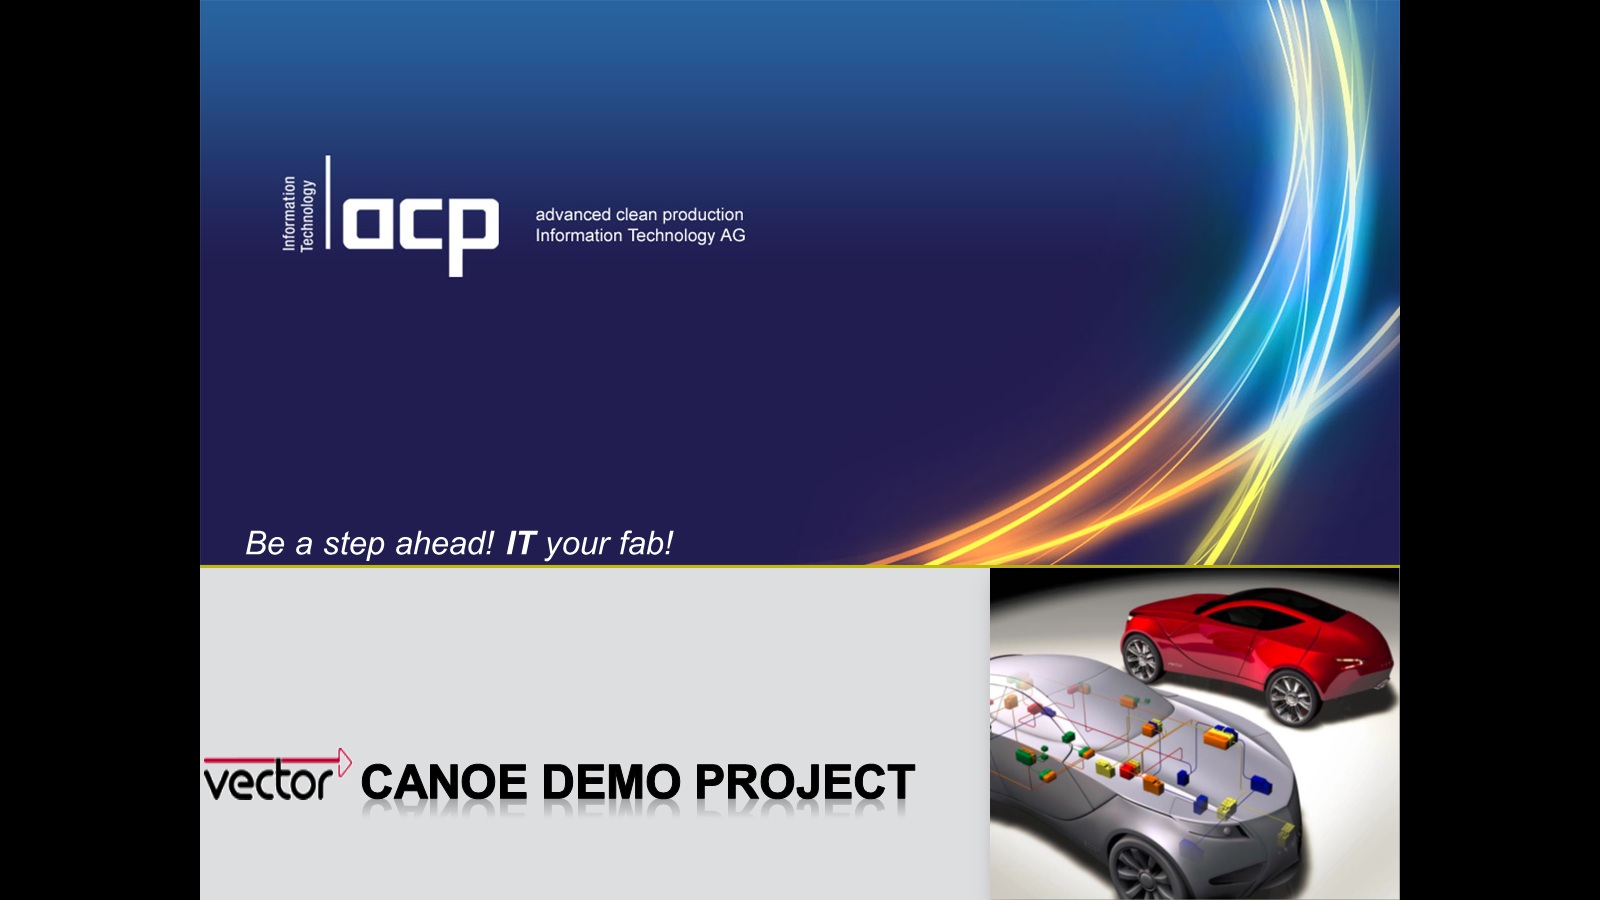 Information
Technology
acp
advanced clean production
Information Technology AG
Be a step ahead! IT your fab!
vector CANOE DEMO PROJECT